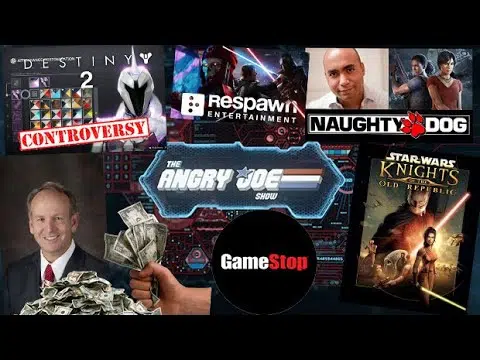 DESTINY
2
CONTROVERSY
Respawn
ENTERTAINMENT
NAUGHTY DOG
THE
ANGRY JOE
SHOW
GameStop
STAR WARS
KNIGHTS
OF THE
OLD REPUBLIC